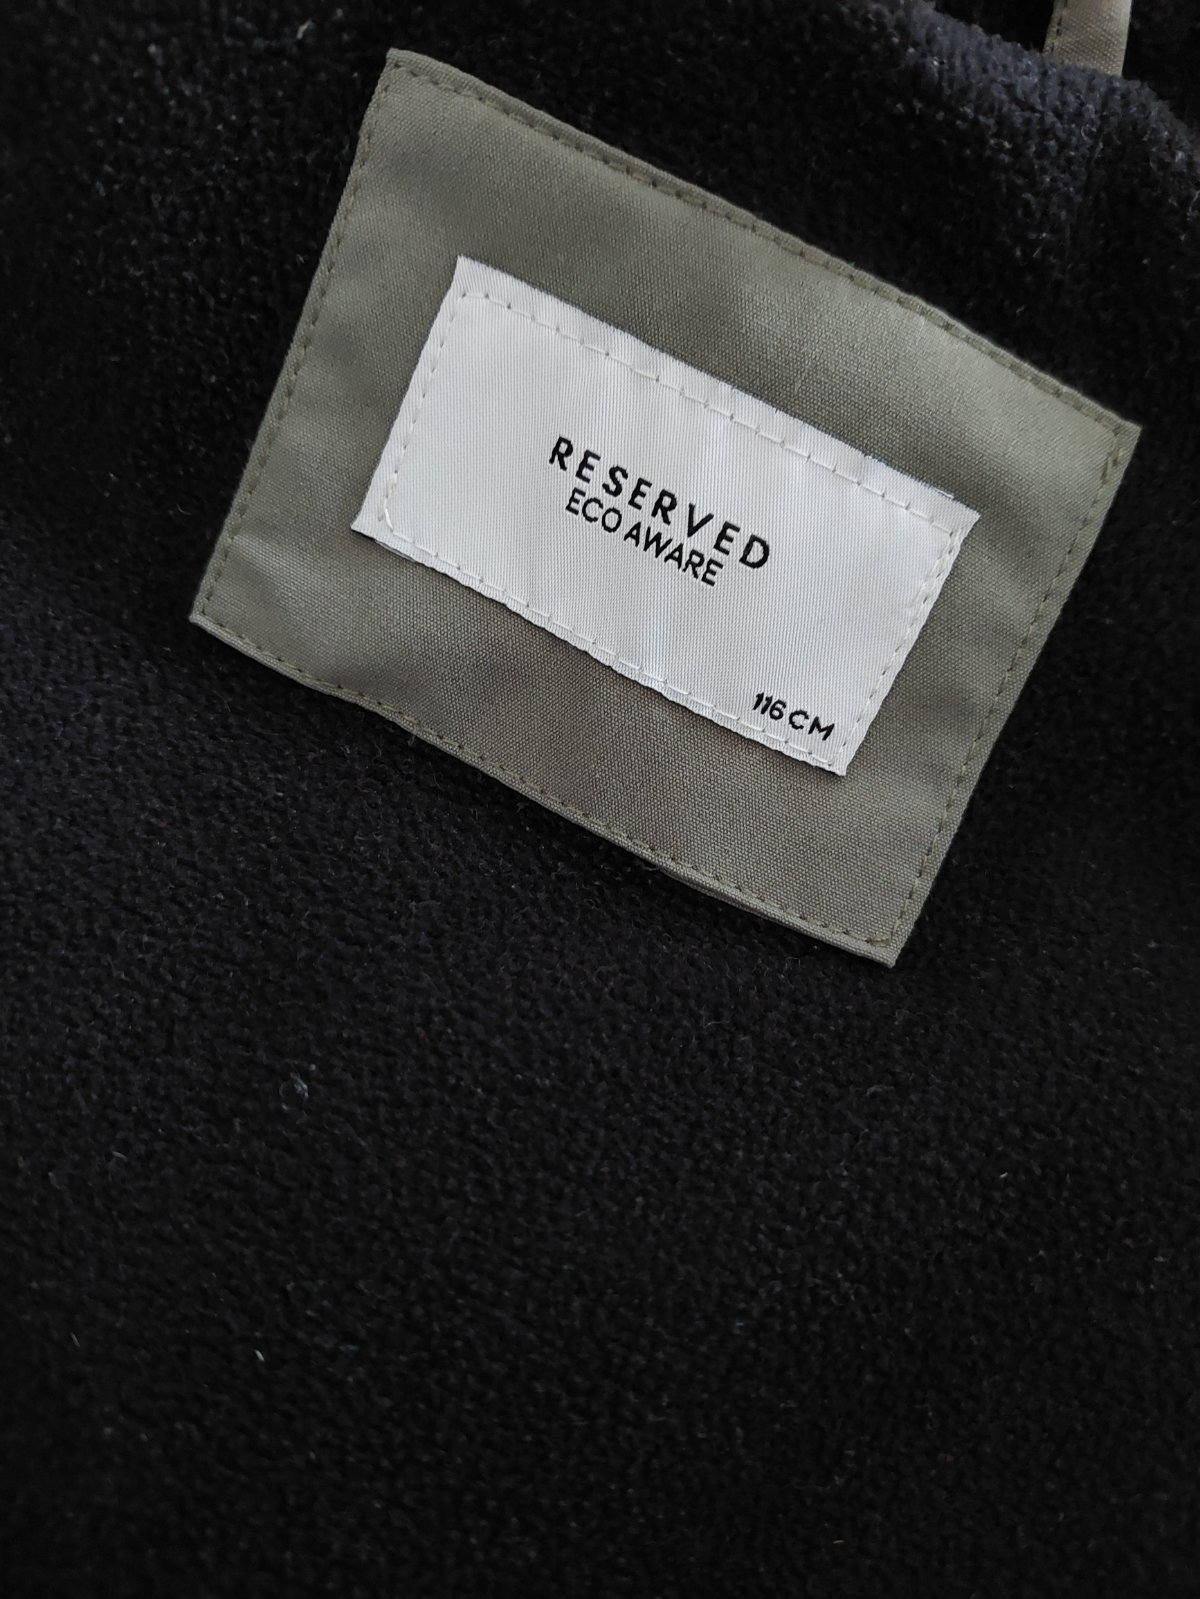 RESERVED
ECO AWARE
116 CM